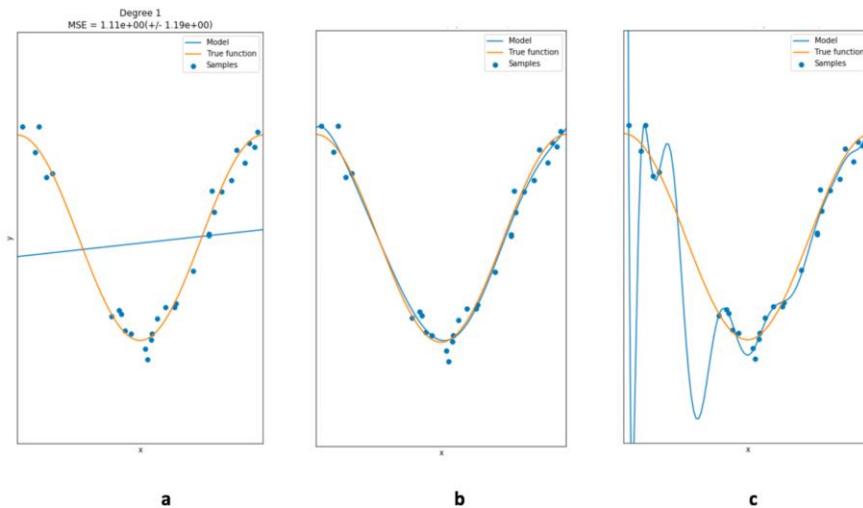 Degree 1
MSE = 1.11e+00(+/- 1.19e+00)
Model
True function
Samples
y
x
Model
True function
Samples
x
Model
True function
Samples
x
a
b
c